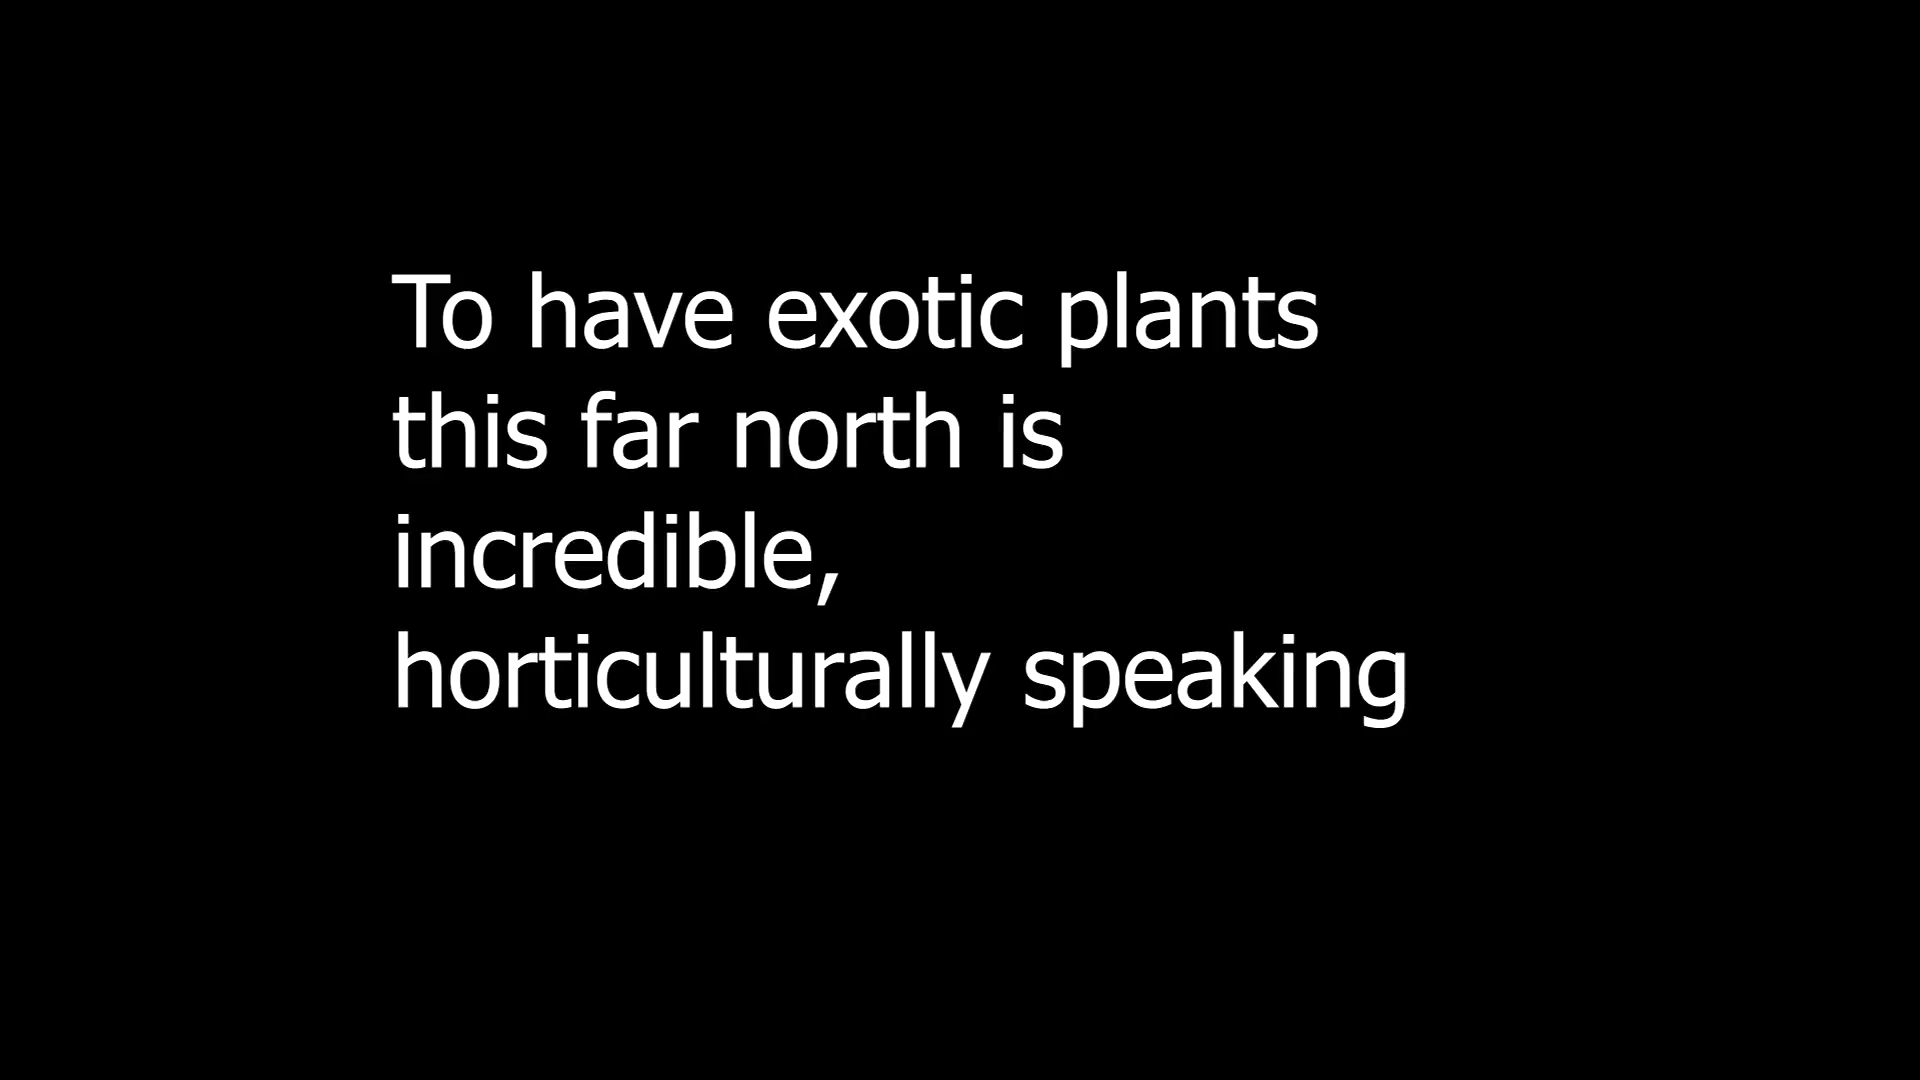 To have exotic plants
this far north is
incredible,
horticulturally speaking